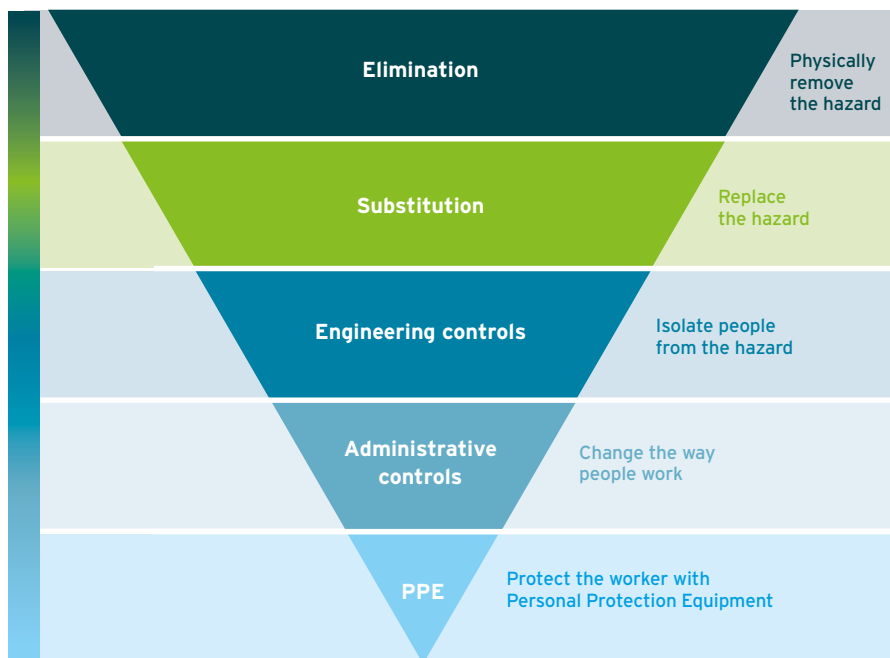 Elimination
Physically
remove
the hazard
Substitution
Replace
the hazard
Engineering controls
Isolate people
from the hazard
Administrative
controls
Change the way
people work
PPE
Protect the worker with
Personal Protection Equipment